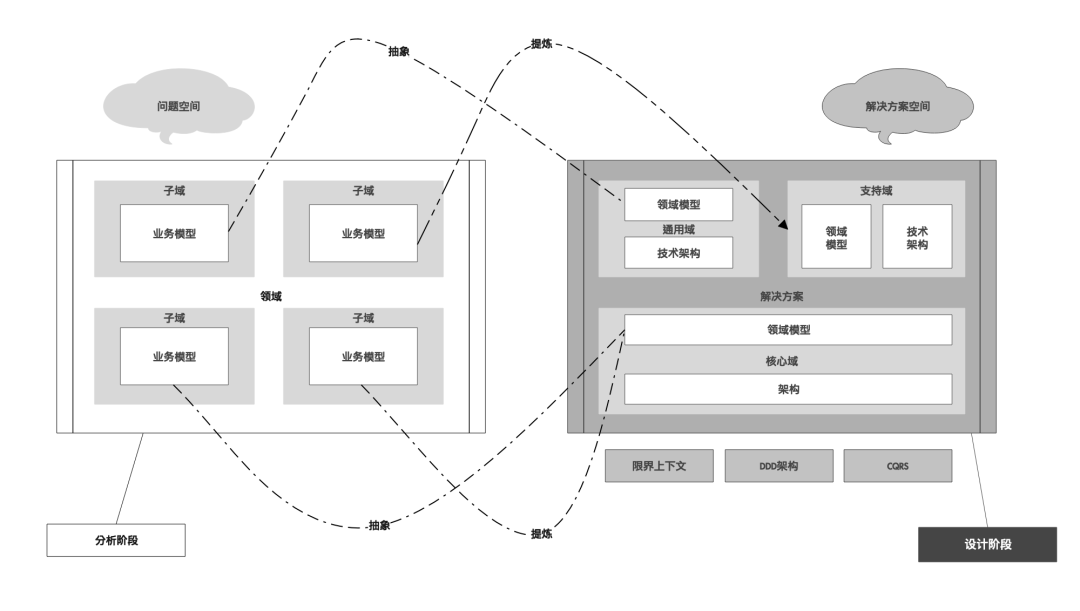 抽象
提炼
问题空间
解决方案空间
子域
业务模型
子域
业务模型
领域
子域
业务模型
子域
业务模型
领域模型
通用域
技术架构
支持域
领域
模型
技术
架构
解决方案
领域模型
核心域
架构
限界上下文
DDD架构
CQRS
抽象
提炼
分析阶段
设计阶段